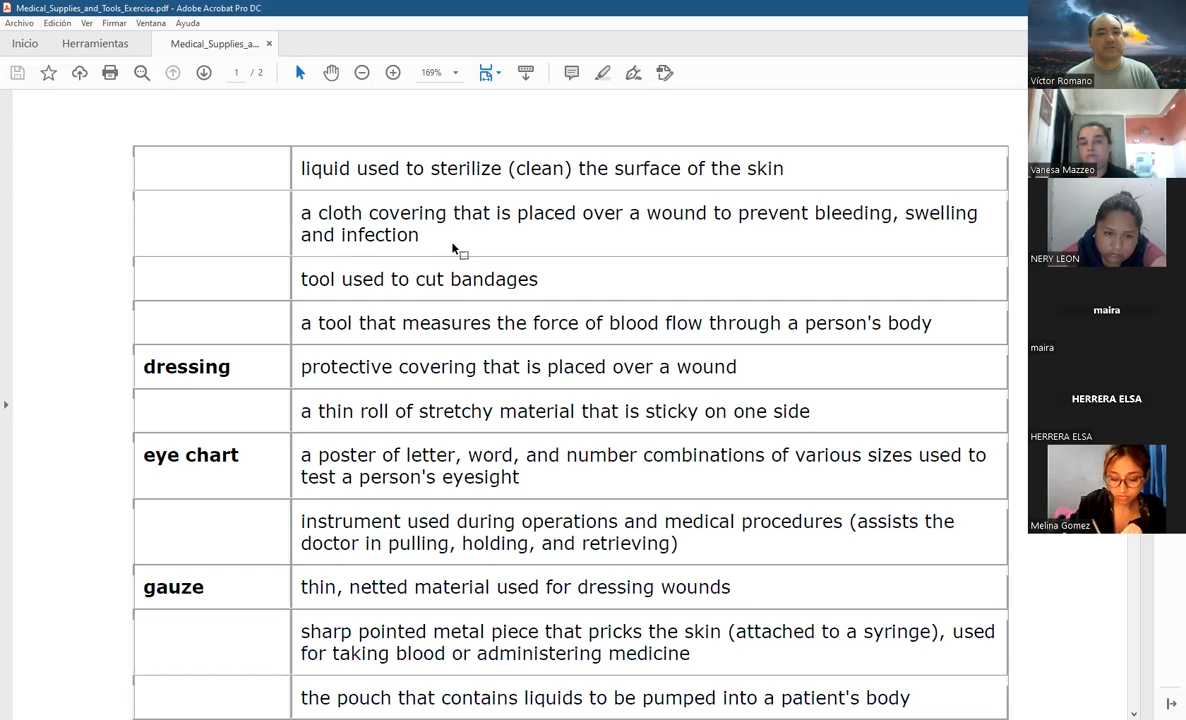 Medical_Supplies_and_Tools_Exercise.pdf - Adobe Acrobat Pro DC
Archivo Edición Ver Firmar Ventana Ayuda
Inicio Herramientas Medical_Supplies_a... ×
1 / 2 169%
liquid used to sterilize (clean) the surface of the skin
a cloth covering that is placed over a wound to prevent bleeding, swelling
and infection
tool used to cut bandages
a tool that measures the force of blood flow through a person's body
dressing protective covering that is placed over a wound
a thin roll of stretchy material that is sticky on one side
eye chart a poster of letter, word, and number combinations of various sizes used to
test a person's eyesight
instrument used during operations and medical procedures (assists the
doctor in pulling, holding, and retrieving)
gauze thin, netted material used for dressing wounds
sharp pointed metal piece that pricks the skin (attached to a syringe), used
for taking blood or administering medicine
the pouch that contains liquids to be pumped into a patient's body
Víctor Romano
Vanesa Mazzeo
NERY LEON
maira
maira
HERRERA ELSA
HERRERA ELSA
Melina Gomez